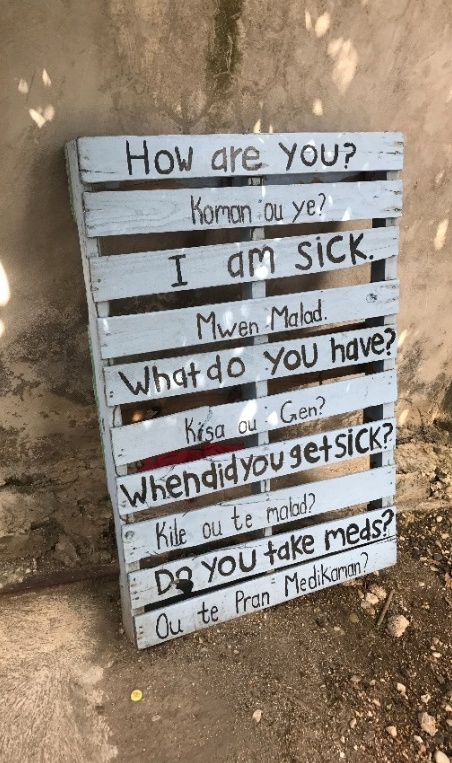 How are you?
Koman ou ye?
I am sick.
Mwen Malad.
What do you have?
Kisa ou Gen?
When did you get sick?
Kile ou te malad?
Do you take meds?
Ou te Pran Medikaman?